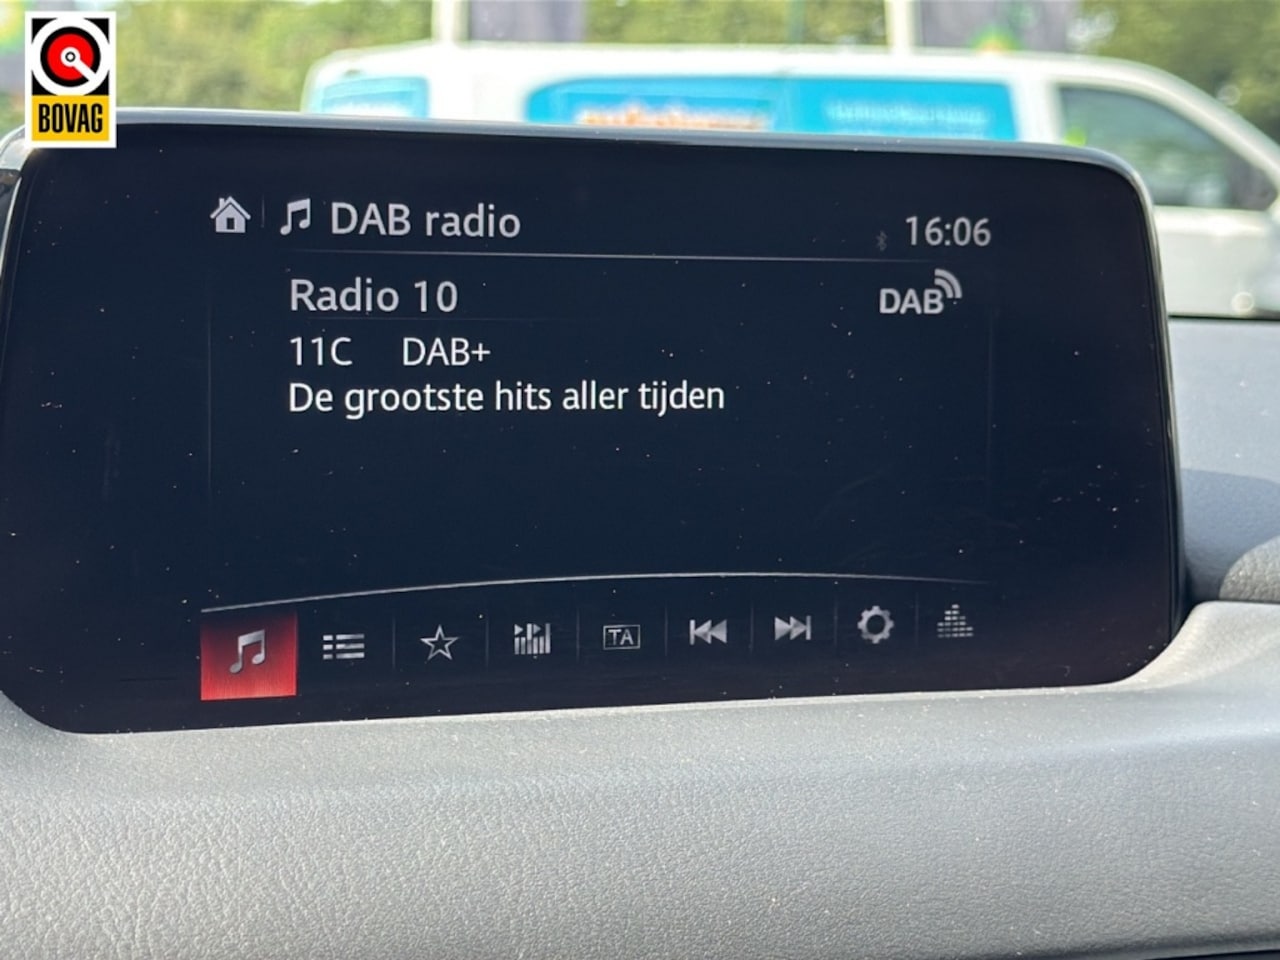 BOVAG
DAB radio
16:06
Radio 10
DAB
11C DAB+
De grootste hits aller tijden
TA